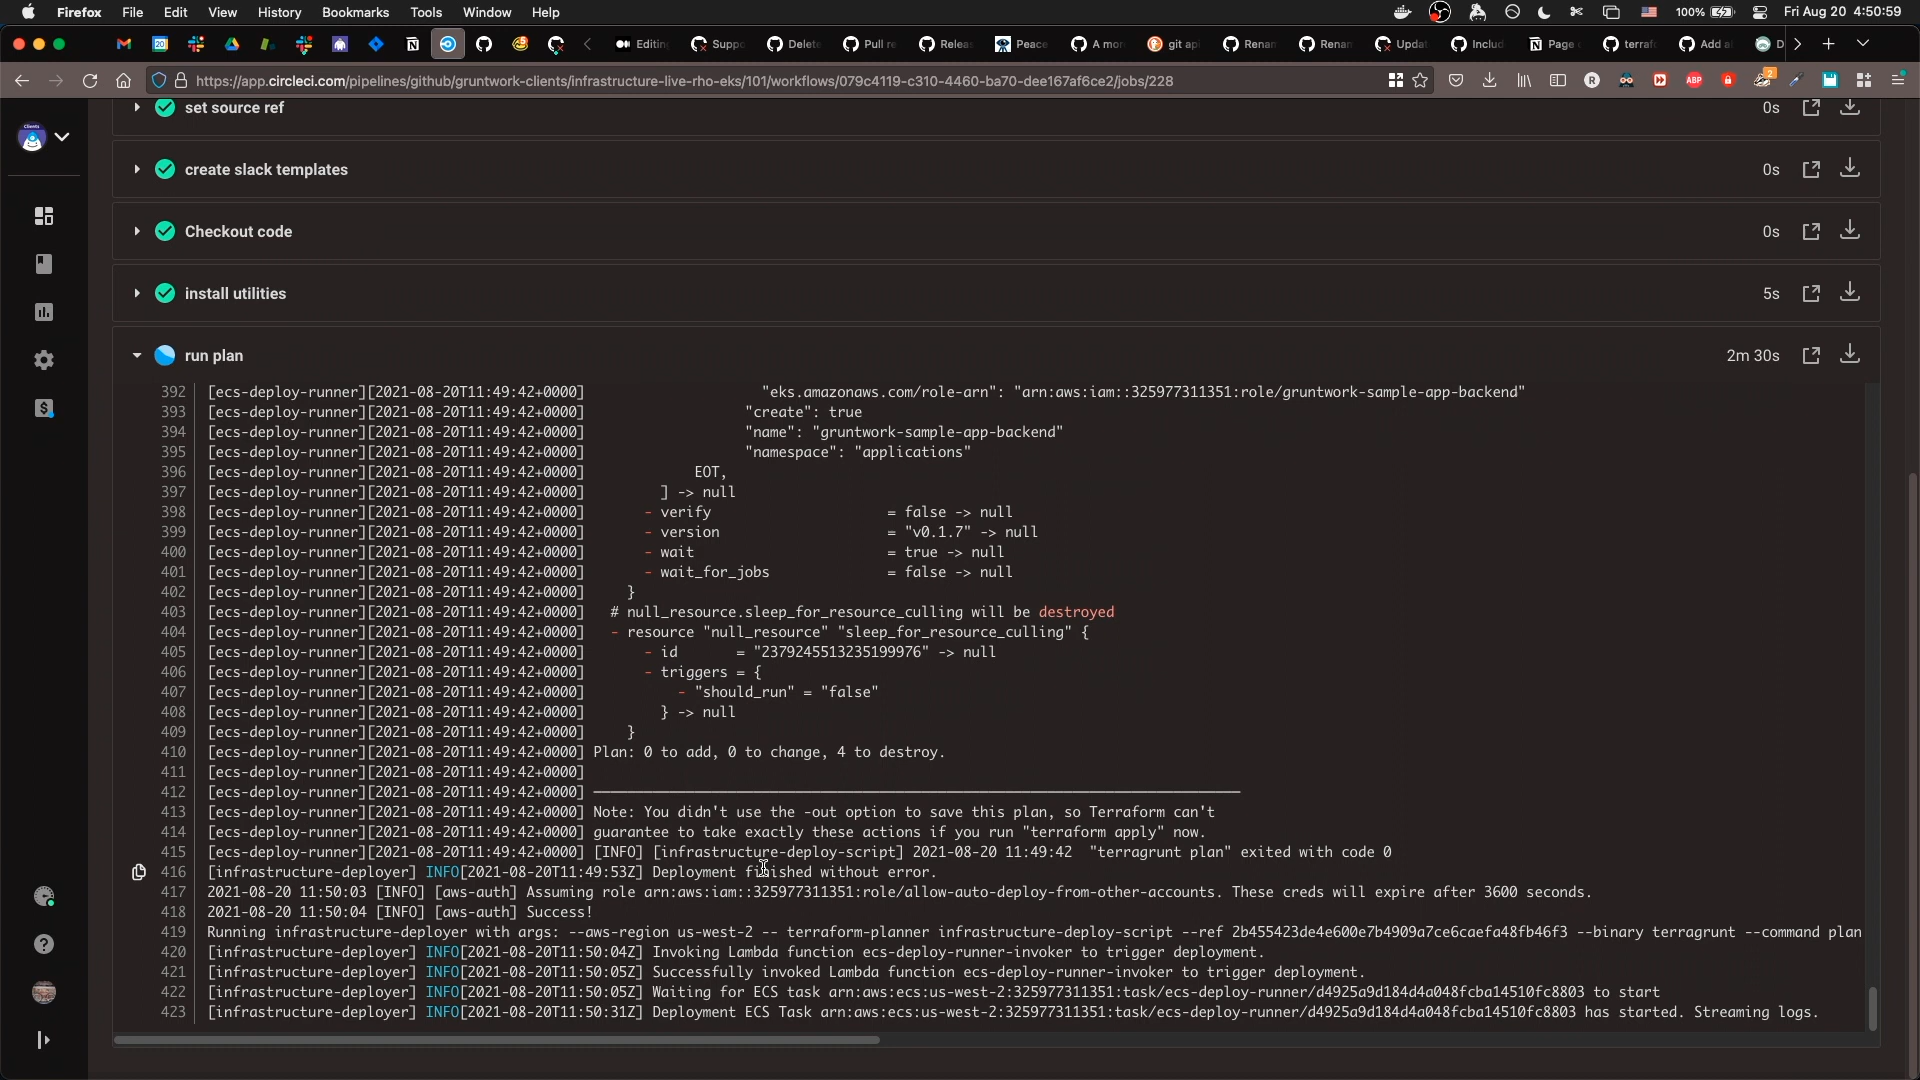 Firefox File Edit View History Bookmarks Tools Window Help 100% Fri Aug 20 4:50:59
20 Editin Suppo Delet Pull re Relea Peace A mor git api Renam Renan Updat Includ Page terraf Add a D
https://app.circleci.com/pipelines/github/gruntwork-clients/infrastructure-live-rho-eks/101/workflows/079c4119-c310-4460-ba70-dee167af6ce2/jobs/228 R ABP 2
Clients
set source ref 0s
create slack templates 0s
Checkout code 0s
install utilities 5s
run plan 2m 30s
392 [ecs-deploy-runner][2021-08-20T11:49:42+0000] "eks.amazonaws.com/role-arn": "arn:aws:iam::325977311351:role/gruntwork-sample-app-backend"
393 [ecs-deploy-runner][2021-08-20T11:49:42+0000] "create": true
394 [ecs-deploy-runner][2021-08-20T11:49:42+0000] "name": "gruntwork-sample-app-backend"
395 [ecs-deploy-runner][2021-08-20T11:49:42+0000] "namespace": "applications"
396 [ecs-deploy-runner][2021-08-20T11:49:42+0000] EOT,
397 [ecs-deploy-runner][2021-08-20T11:49:42+0000] ] -> null
398 [ecs-deploy-runner][2021-08-20T11:49:42+0000] - verify = false -> null
399 [ecs-deploy-runner][2021-08-20T11:49:42+0000] - version = "v0.1.7" -> null
400 [ecs-deploy-runner][2021-08-20T11:49:42+0000] - wait = true -> null
401 [ecs-deploy-runner][2021-08-20T11:49:42+0000] - wait_for_jobs = false -> null
402 [ecs-deploy-runner][2021-08-20T11:49:42+0000] }
403 [ecs-deploy-runner][2021-08-20T11:49:42+0000] # null_resource.sleep_for_resource_culling will be destroyed
404 [ecs-deploy-runner][2021-08-20T11:49:42+0000] - resource "null_resource" "sleep_for_resource_culling" {
405 [ecs-deploy-runner][2021-08-20T11:49:42+0000] - id = "2379245513235199976" -> null
406 [ecs-deploy-runner][2021-08-20T11:49:42+0000] - triggers = {
407 [ecs-deploy-runner][2021-08-20T11:49:42+0000] - "should_run" = "false"
408 [ecs-deploy-runner][2021-08-20T11:49:42+0000] } -> null
409 [ecs-deploy-runner][2021-08-20T11:49:42+0000] }
410 [ecs-deploy-runner][2021-08-20T11:49:42+0000] Plan: 0 to add, 0 to change, 4 to destroy.
411 [ecs-deploy-runner][2021-08-20T11:49:42+0000]
412 [ecs-deploy-runner][2021-08-20T11:49:42+0000]
413 [ecs-deploy-runner][2021-08-20T11:49:42+0000] Note: You didn't use the -out option to save this plan, so Terraform can't
414 [ecs-deploy-runner][2021-08-20T11:49:42+0000] guarantee to take exactly these actions if you run "terraform apply" now.
415 [ecs-deploy-runner][2021-08-20T11:49:42+0000] [INFO] [infrastructure-deploy-script] 2021-08-20 11:49:42 "terragrunt plan" exited with code 0
416 [infrastructure-deployer] INFO[2021-08-20T11:49:53Z] Deployment finished without error.
417 2021-08-20 11:50:03 [INFO] [aws-auth] Assuming role arn:aws:iam::325977311351:role/allow-auto-deploy-from-other-accounts. These creds will expire after 3600 seconds.
418 2021-08-20 11:50:04 [INFO] [aws-auth] Success!
419 Running infrastructure-deployer with args: --aws-region us-west-2 -- terraform-planner infrastructure-deploy-script --ref 2b455423de4e600e7b4909a7ce6caefa48fb46f3 --binary terragrunt --command plan
420 [infrastructure-deployer] INFO[2021-08-20T11:50:04Z] Invoking Lambda function ecs-deploy-runner-invoker to trigger deployment.
421 [infrastructure-deployer] INFO[2021-08-20T11:50:05Z] Successfully invoked Lambda function ecs-deploy-runner-invoker to trigger deployment.
422 [infrastructure-deployer] INFO[2021-08-20T11:50:05Z] Waiting for ECS task arn:aws:ecs:us-west-2:325977311351:task/ecs-deploy-runner/d4925a9d184d4a048fcba14510fc8803 to start
423 [infrastructure-deployer] INFO[2021-08-20T11:50:31Z] Deployment ECS Task arn:aws:ecs:us-west-2:325977311351:task/ecs-deploy-runner/d4925a9d184d4a048fcba14510fc8803 has started. Streaming logs.